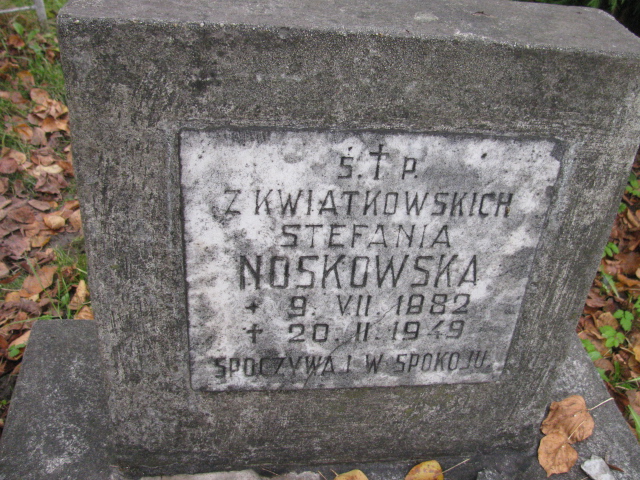 Ś. † P.
Z KWIATKOWSKICH
STEFANIA
NOSKOWSKA
* 9. VII. 1882
† 20. II. 1949
SPOCZYWAJ W SPOKOJU